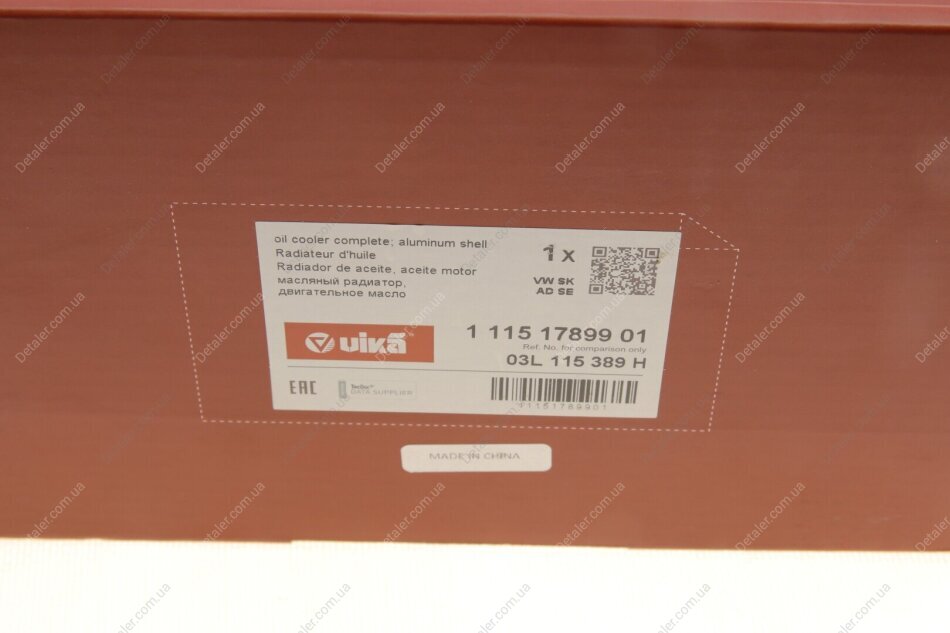 oil cooler complete; aluminum shell
Radiateur d'huile
Radiador de aceite, aceite motor
масляный радиатор,
двигательное масло
1 x
VW SK
AD SE
vika
1 115 17899 01
Ref. No. for comparison only
03L 115 389 H
EAC
TecDoc
DATA SUPPLIER
11151789901
MADE IN CHINA
Detaler.com.ua